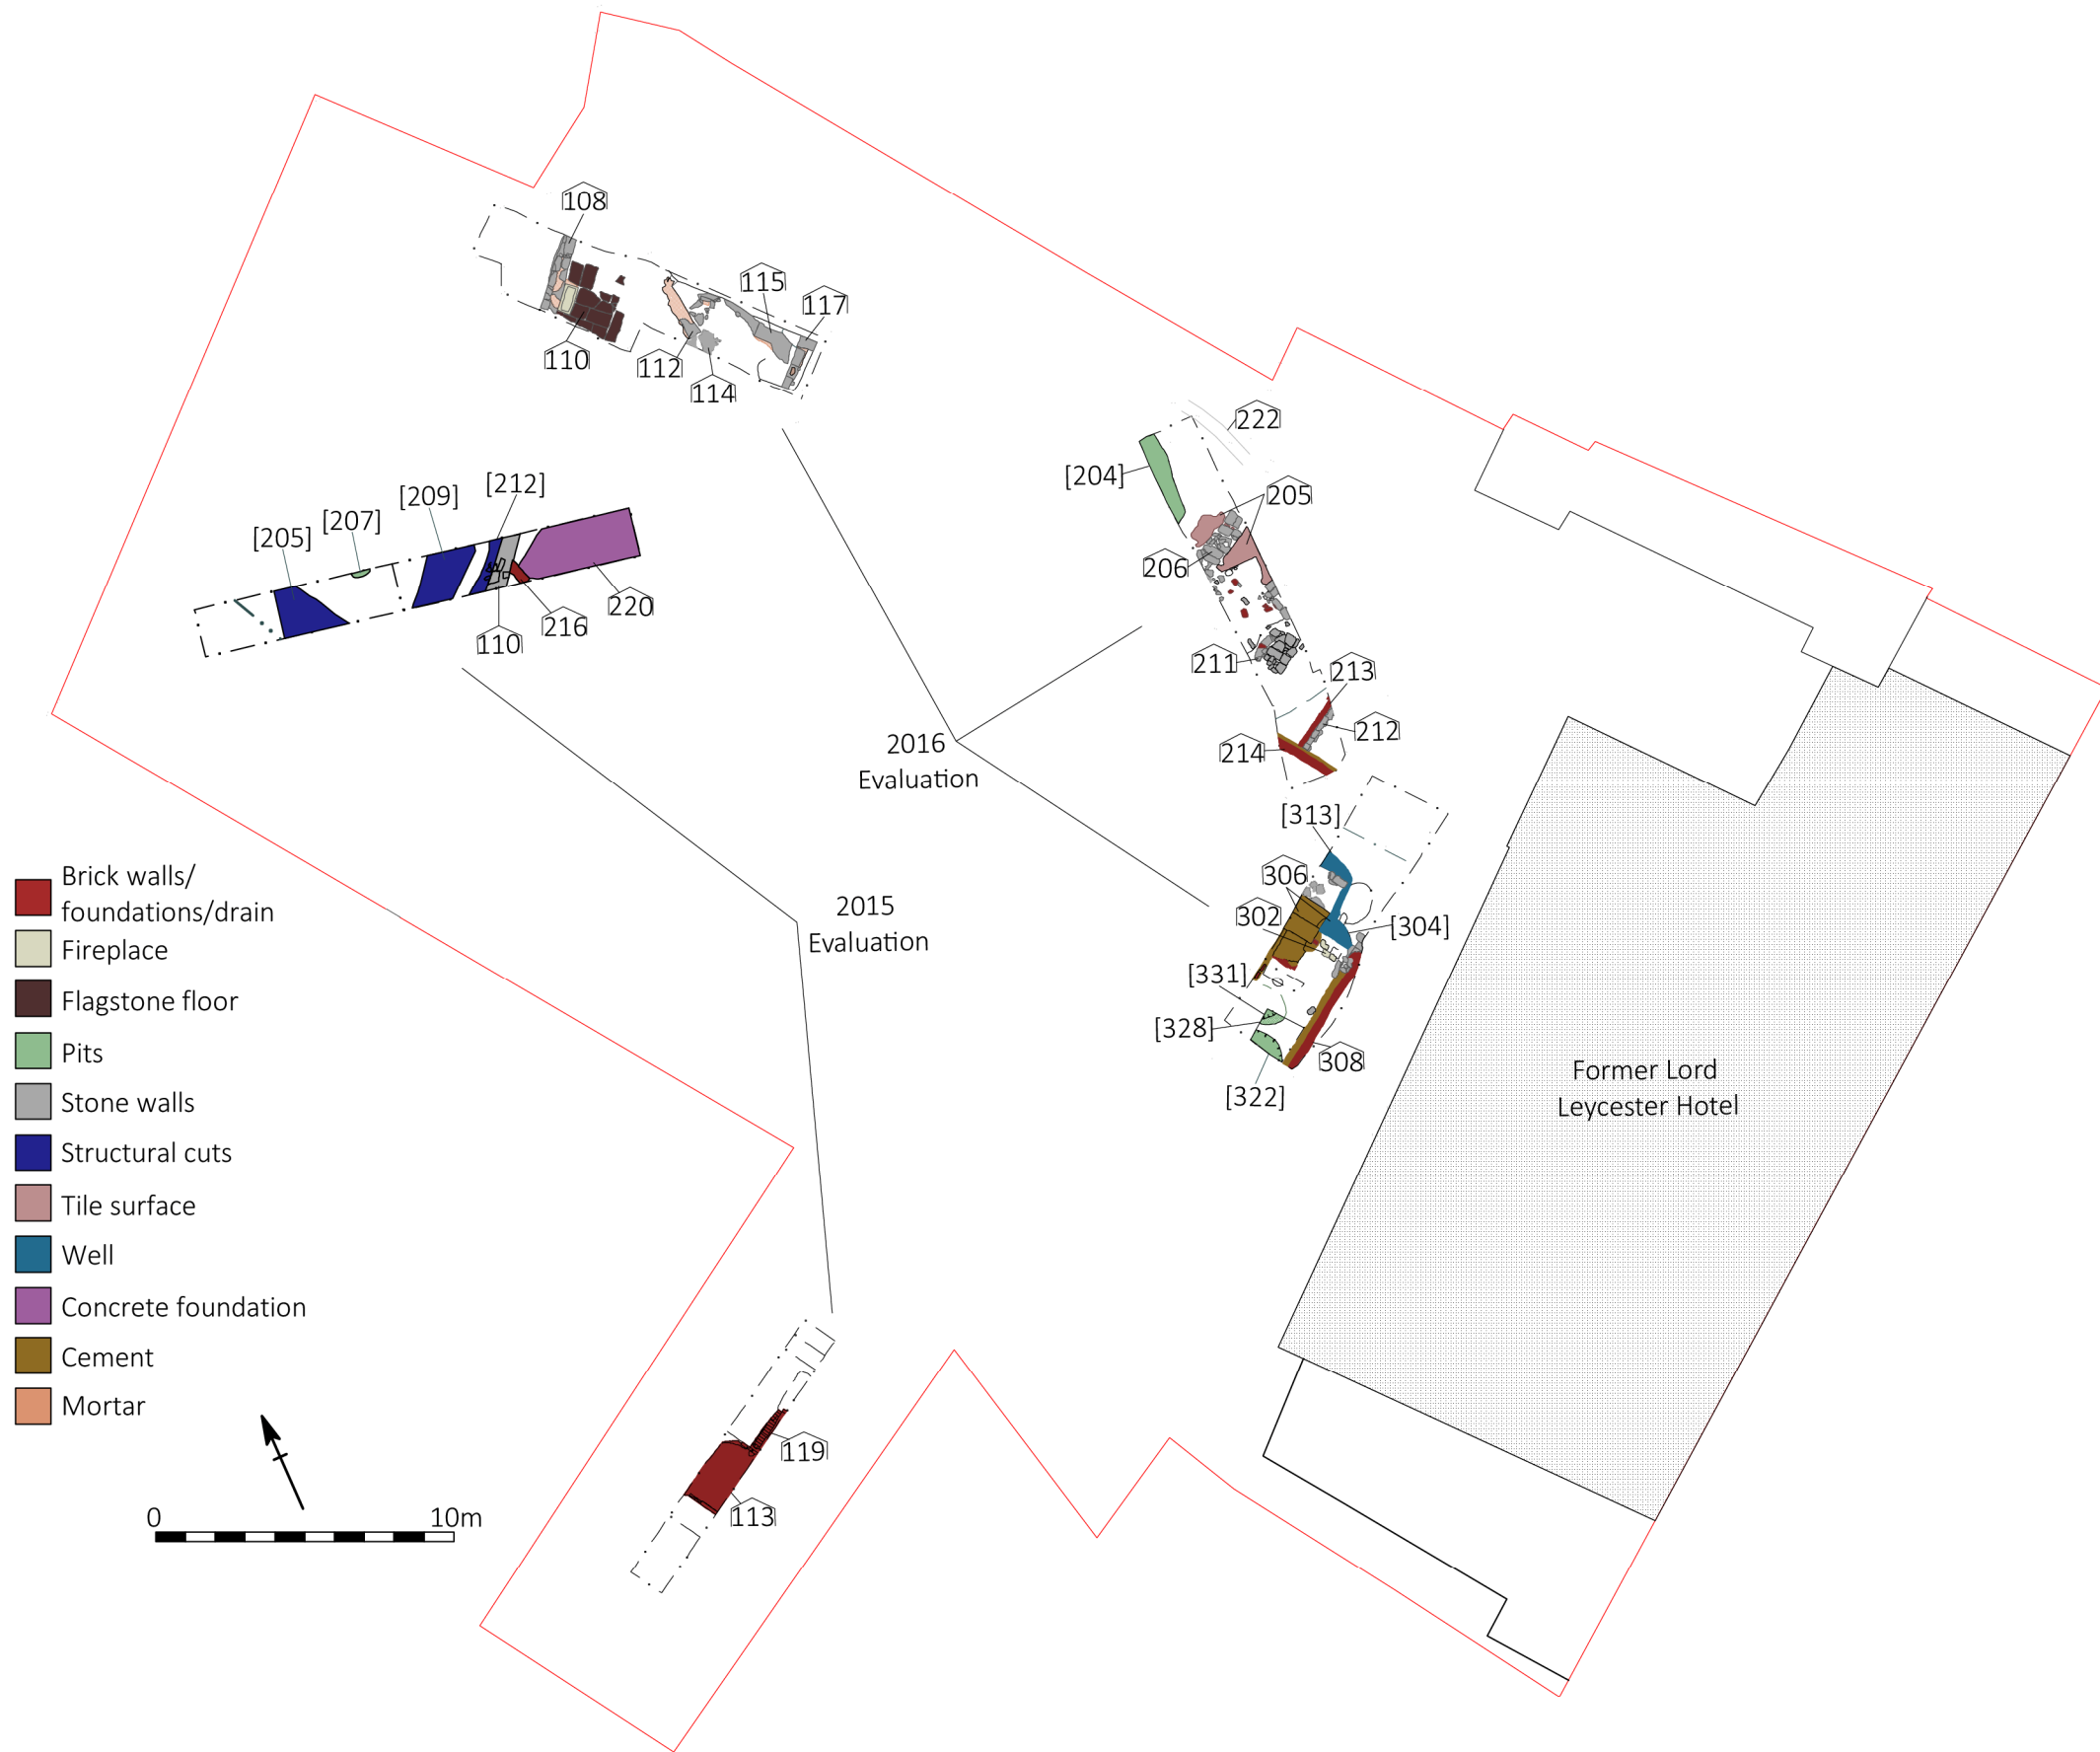 108
115
117
110
112
114
222
[204]
205
206
[212]
[209]
[207]
[205]
220
216
110
211
213
212
214
2016
Evaluation
[313]
306
302
[304]
[331]
[328]
308
[322]
2015
Evaluation
Former Lord
Leycester Hotel
Brick walls/
foundations/drain
Fireplace
Flagstone floor
Pits
Stone walls
Structural cuts
Tile surface
Well
Concrete foundation
Cement
Mortar
0
10m
119
113